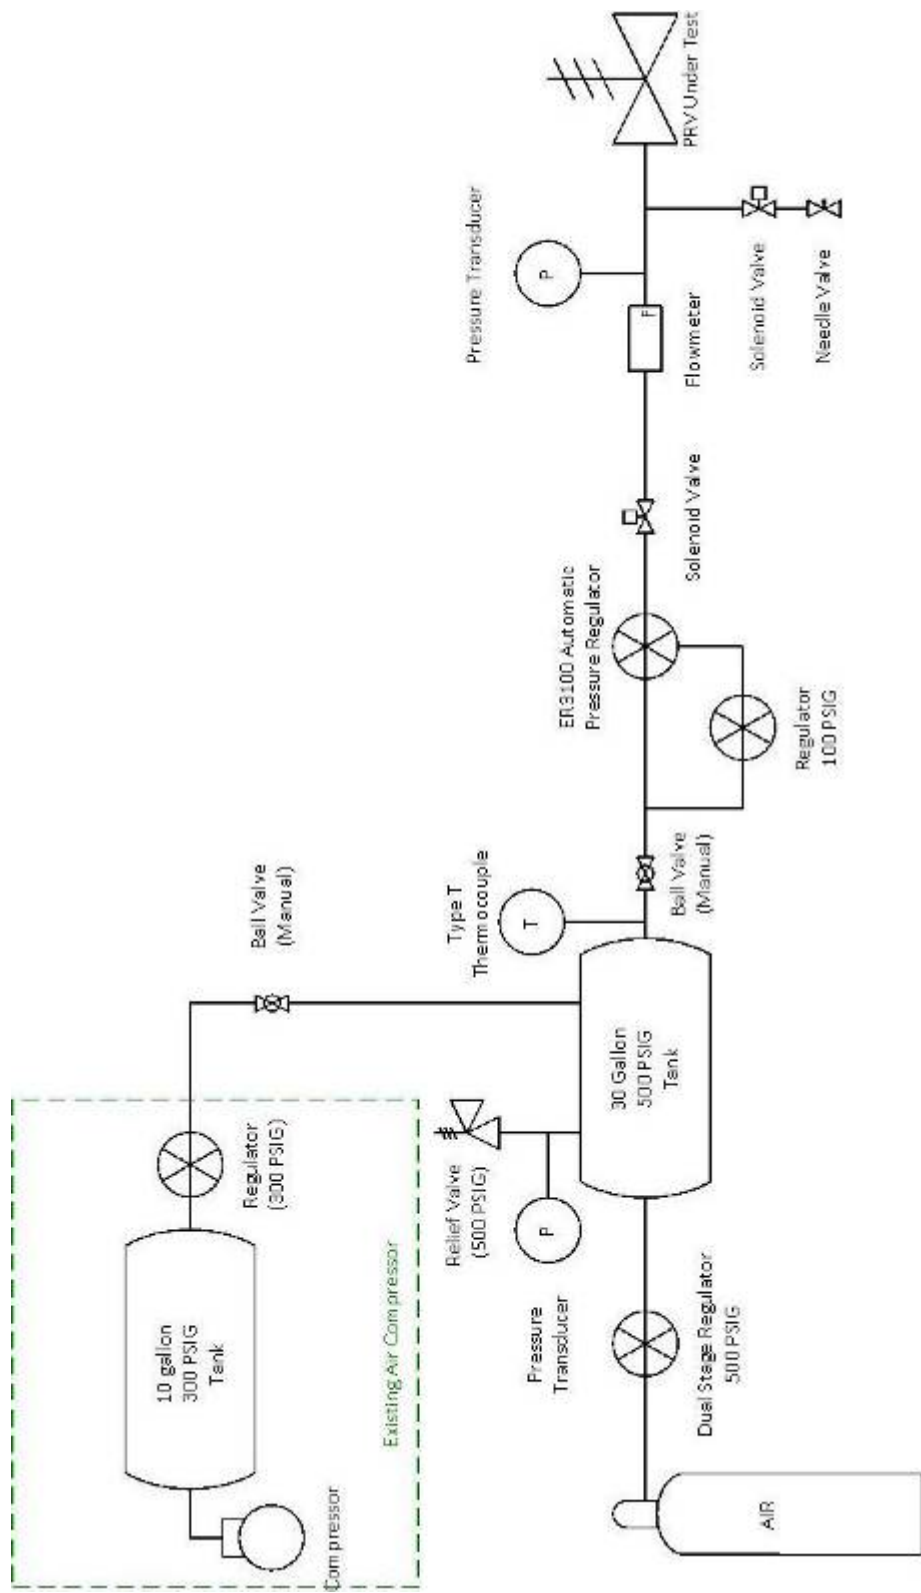 Compressor
10 gallon
300 PSIG
Tank
Regulator
(300 PSIG)
Existing Air Compressor
Ball Valve
(Manual)
Relief Valve
(500 PSIG)
P
Pressure
Transducer
Type T
Thermocouple
T
30 Gallon
500 PSIG
Tank
AIR
Dual Stage Regulator
500 PSIG
Ball Valve
(Manual)
ER3100 Automatic
Pressure Regulator
Regulator
100 PSIG
Solenoid Valve
Pressure Transducer
P
F
Flowmeter
Solenoid Valve
Needle Valve
PRV Under Test